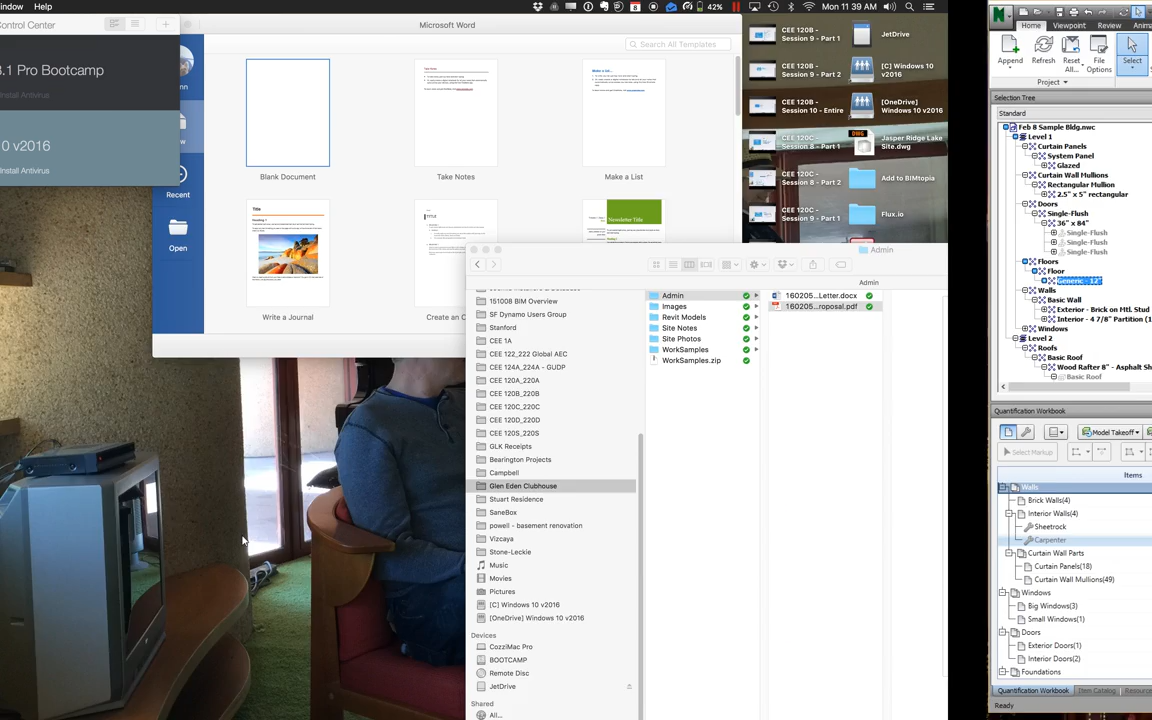 indow Help
42% Mon 11:39 AM
Control Center
3.1 Pro Bootcamp
nstall Antivirus
0 v2016
Install Antivirus
Recent
Open
Microsoft Word
Search All Templates
Blank Document
Take Notes
Make a List
Title
Newsletter Title
Write a Journal
CEE 120B - Session 9 - Part 1
CEE 120B - Session 9 - Part 2
CEE 120B - Session 10 - Entire
CEE 120C - Session 8 - Part 1
CEE 120C - Session 8 - Part 2
CEE 120C - Session 9 - Part 1
JetDrive
[C] Windows 10 v2016
[OneDrive] Windows 10 v2016
DWG
Jasper Ridge Lake Site.dwg
Add to BIMtopia
Flux.io
Admin
Admin
151008 BIM Overview
SF Dynamo Users Group
Stanford
CEE 1A
CEE 122_222 Global AEC
CEE 124A_224A - GUDP
CEE 120A_220A
CEE 120B_220B
CEE 120C_220C
CEE 120D_220D
CEE 120S_220S
GLK Receipts
Bearington Projects
Campbell
Glen Eden Clubhouse
Stuart Residence
SaneBox
powell - basement renovation
Vizcaya
Stone-Leckie
Music
Movies
Pictures
[C] Windows 10 v2016
[OneDrive] Windows 10 v2016
Devices
CozziMac Pro
BOOTCAMP
Remote Disc
JetDrive
Shared
All...
Admin
Images
Revit Models
Site Notes
Site Photos
WorkSamples
WorkSamples.zip
160205...Letter.docx
160205...roposal.pdf
Home Viewpoint Review Anima
Append
Refresh
Reset All...
File Options
Select
Project
Selection Tree
Standard
Feb 8 Sample Bldg.nwc
Level 1
Curtain Panels
System Panel
Glazed
Curtain Wall Mullions
Rectangular Mullion
2.5" x 5" rectangular
Doors
Single-Flush
36" x 84"
Single-Flush
Single-Flush
Single-Flush
Floors
Floor
Generic - 12"
Walls
Basic Wall
Exterior - Brick on Mtl. Stud
Interior - 4 7/8" Partition (1
Windows
Level 2
Roofs
Basic Roof
Wood Rafter 8" - Asphalt Sh
Basic Roof
Quantification Workbook
Model Takeoff
Select Markup
Items
Walls
Brick Walls(4)
Interior Walls(4)
Sheetrock
Carpenter
Curtain Wall Parts
Curtain Panels(18)
Curtain Wall Mullions(49)
Windows
Big Windows(3)
Small Windows(1)
Doors
Exterior Doors(1)
Interior Doors(2)
Foundations
Quantification Workbook Item Catalog Resource
Ready